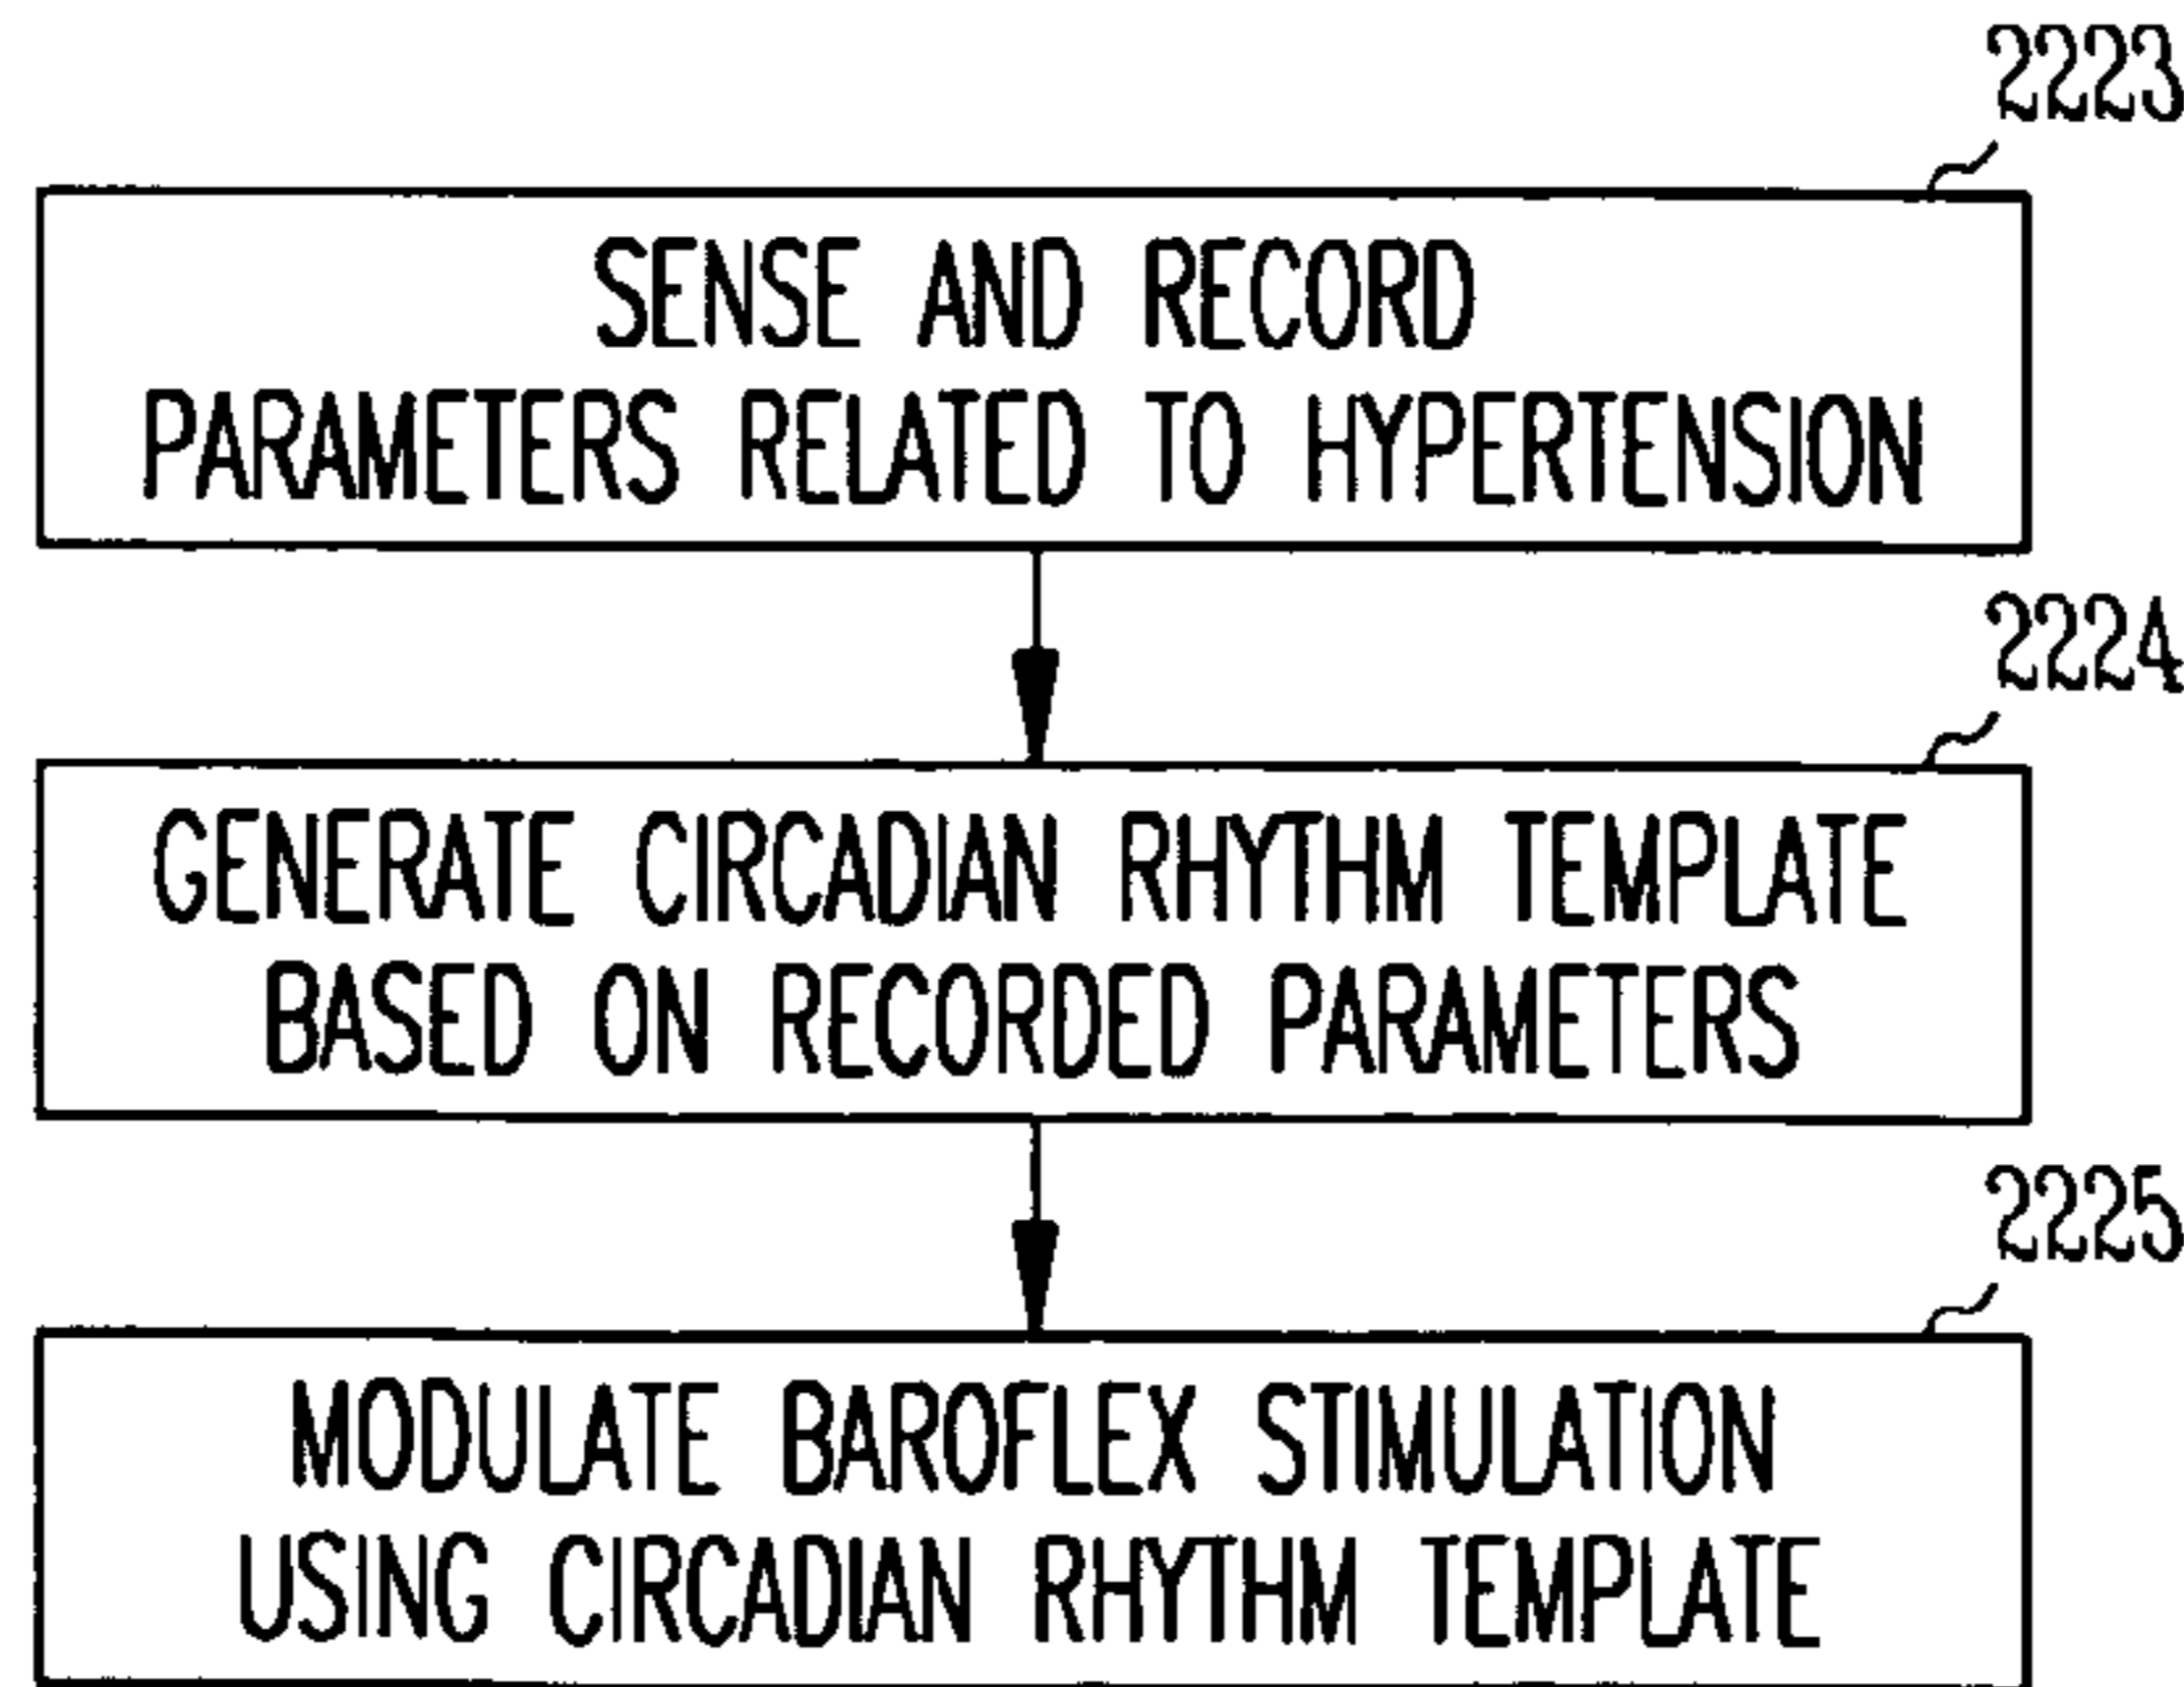 2223
SENSE AND RECORD
PARAMETERS RELATED TO HYPERTENSION
2224
GENERATE CIRCADIAN RHYTHM TEMPLATE
BASED ON RECORDED PARAMETERS
2225
MODULATE BAROFLEX STIMULATION
USING CIRCADIAN RHYTHM TEMPLATE